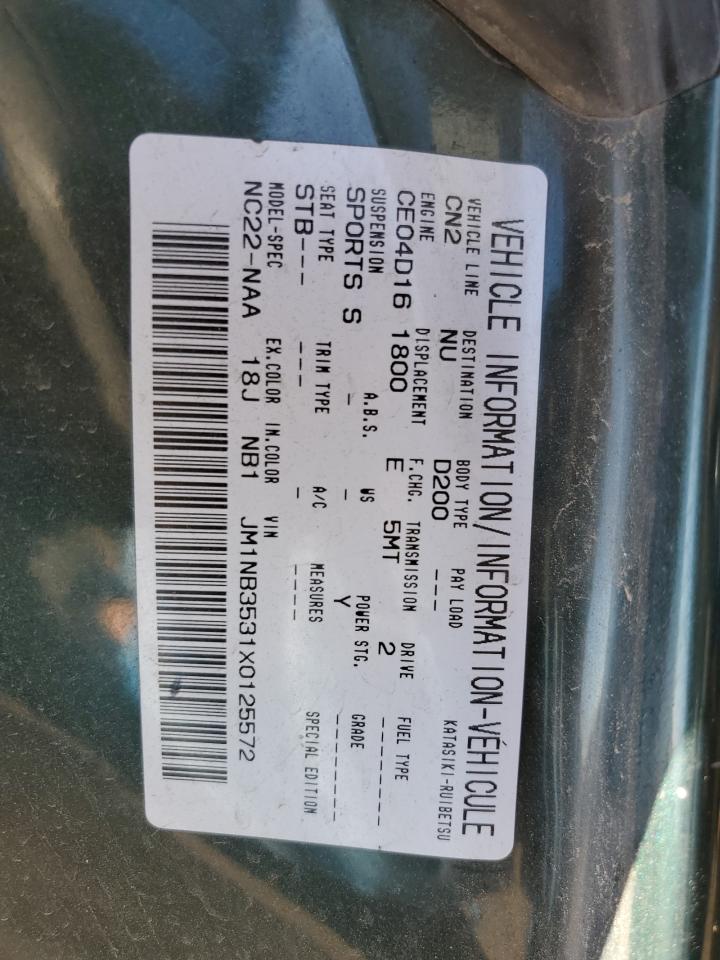 VEHICLE INFORMATION/INFORMATION-VÉHICULE
VEHICLE LINE DESTINATION BODY TYPE PAY LOAD KATASIKI-RUIBETSU
CN2 NU D200 ---
ENGINE DISPLACEMENT F.CHG. TRANSMISSION DRIVE FUEL TYPE
CE04D16 1800 E 5MT 2 -------
SUSPENSION A.B.S. WS POWER STG. GRADE
SPORTS S - - Y ------
SEAT TYPE TRIM TYPE A/C MEASURES SPECIAL EDITION
STB--- --- - ----
MODEL-SPEC EX.COLOR IN.COLOR VIN
NC22-NAA 18J NB1 JM1NB3531X0125572